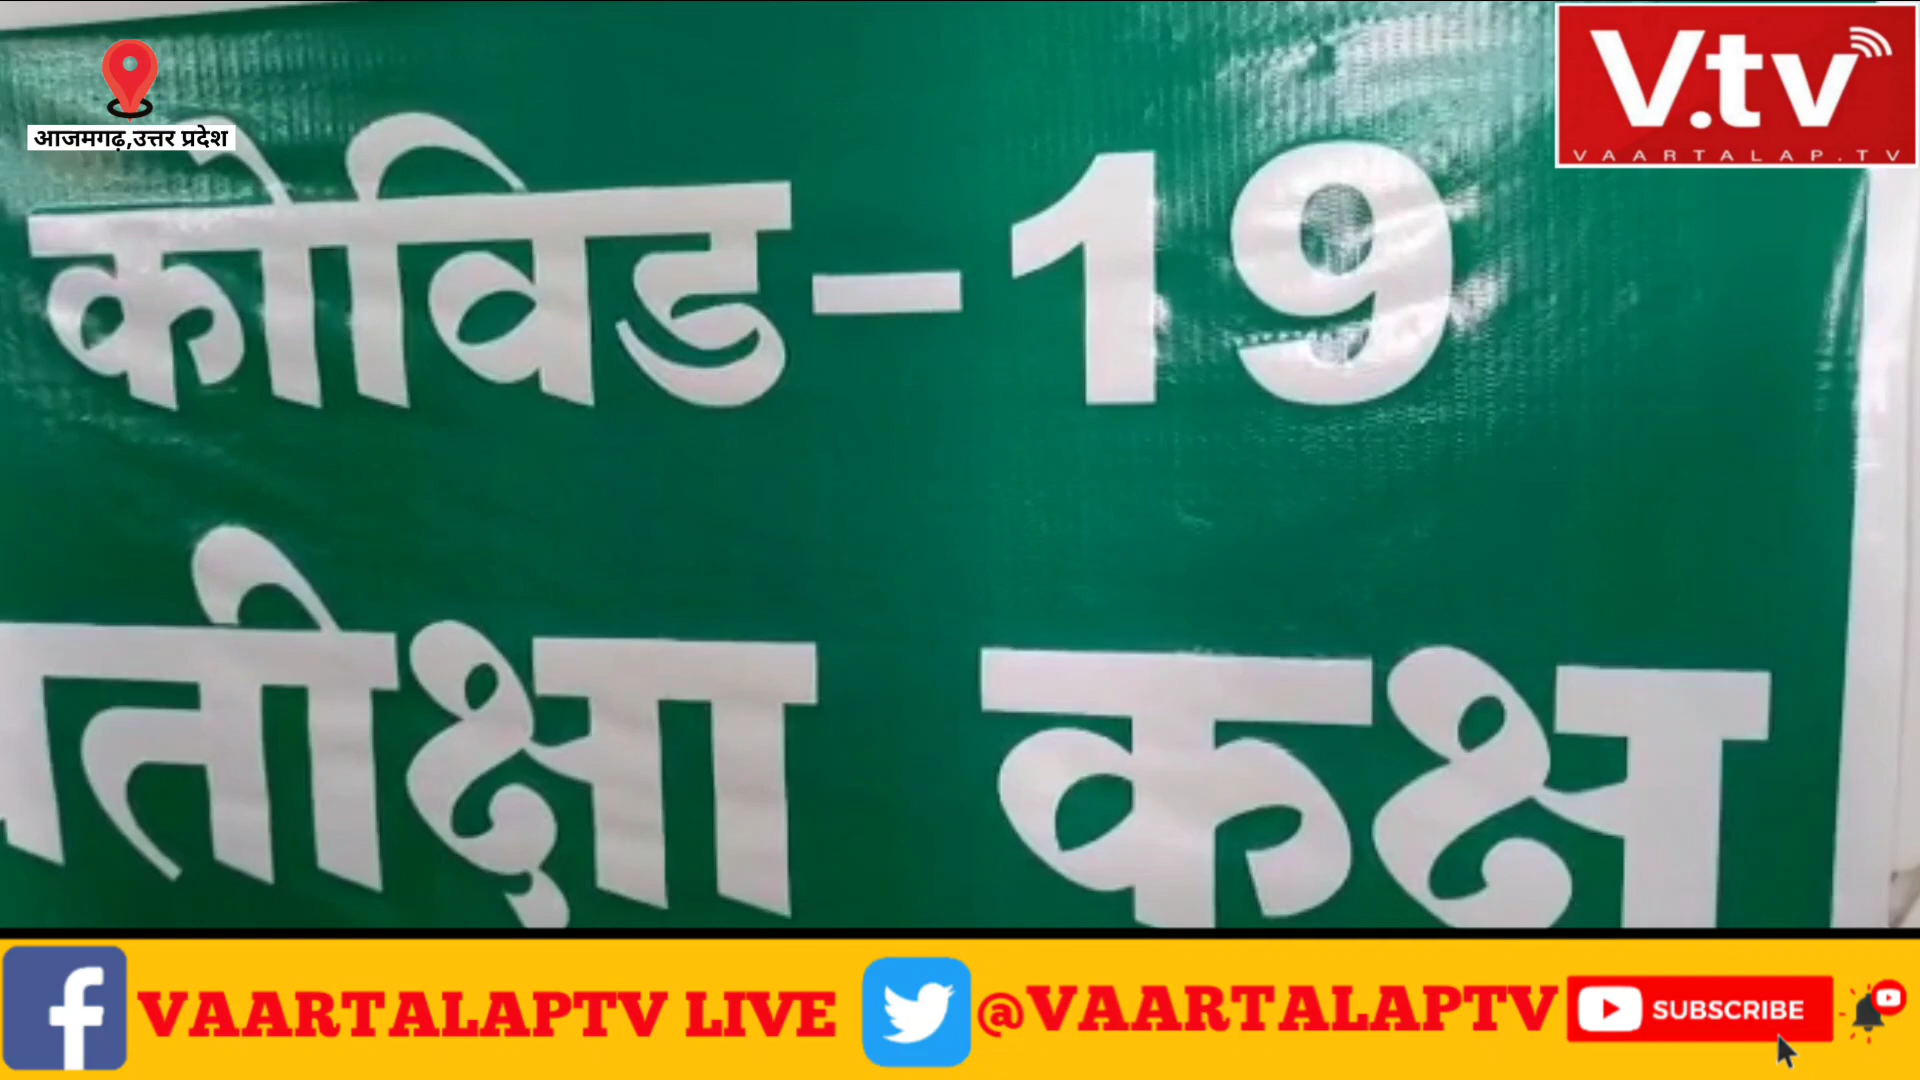 आजमगढ़,उत्तर प्रदेश
V.tv
VAARTALAP.TV
कोविड-19
कक्ष
VAARTALAPTV LIVE
@VAARTALAPTV
SUBSCRIBE